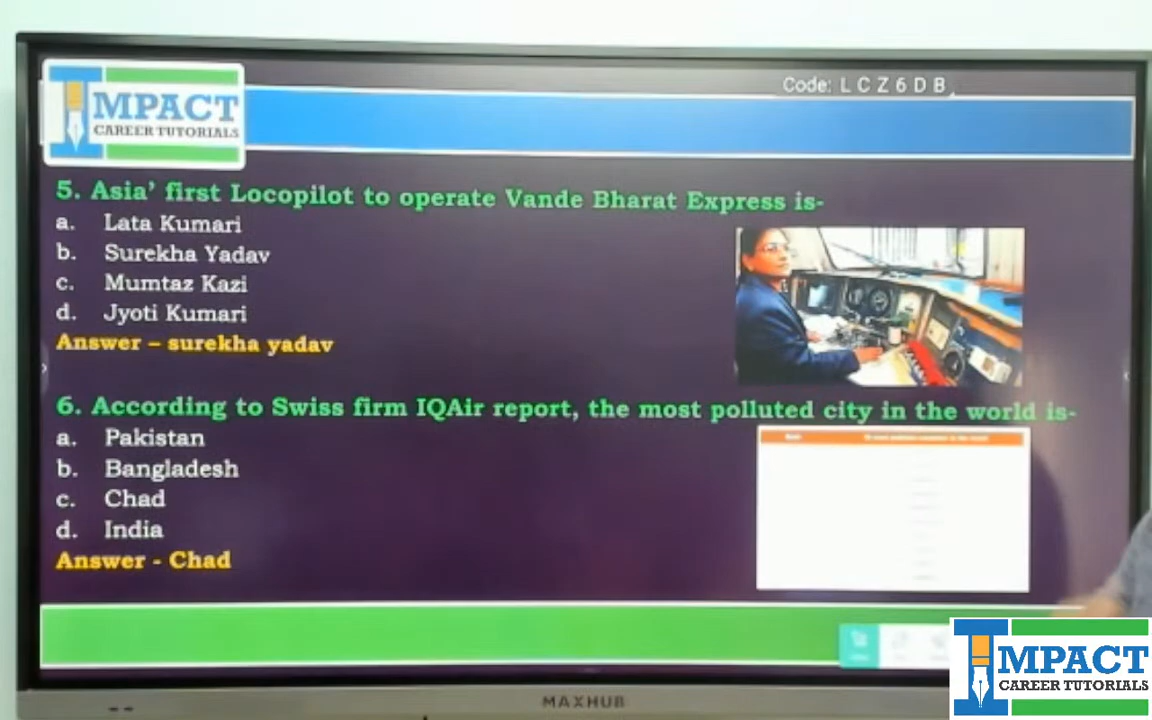 Code: L C Z 6 D B
IMPACT
CAREER TUTORIALS
5. Asia' first Locopilot to operate Vande Bharat Express is-
a. Lata Kumari
b. Surekha Yadav
c. Mumtaz Kazi
d. Jyoti Kumari
Answer – surekha yadav
6. According to Swiss firm IQAir report, the most polluted city in the world is-
a. Pakistan
b. Bangladesh
c. Chad
d. India
Answer - Chad
MAXHUB
IMPACT
CAREER TUTORIALS